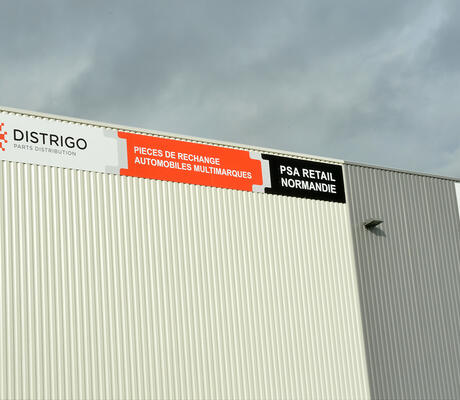 DISTRIGO
PARTS DISTRIBUTION
PIECES DE RECHANGE
AUTOMOBILES MULTIMARQUES
PSA RETAIL
NORMANDIE